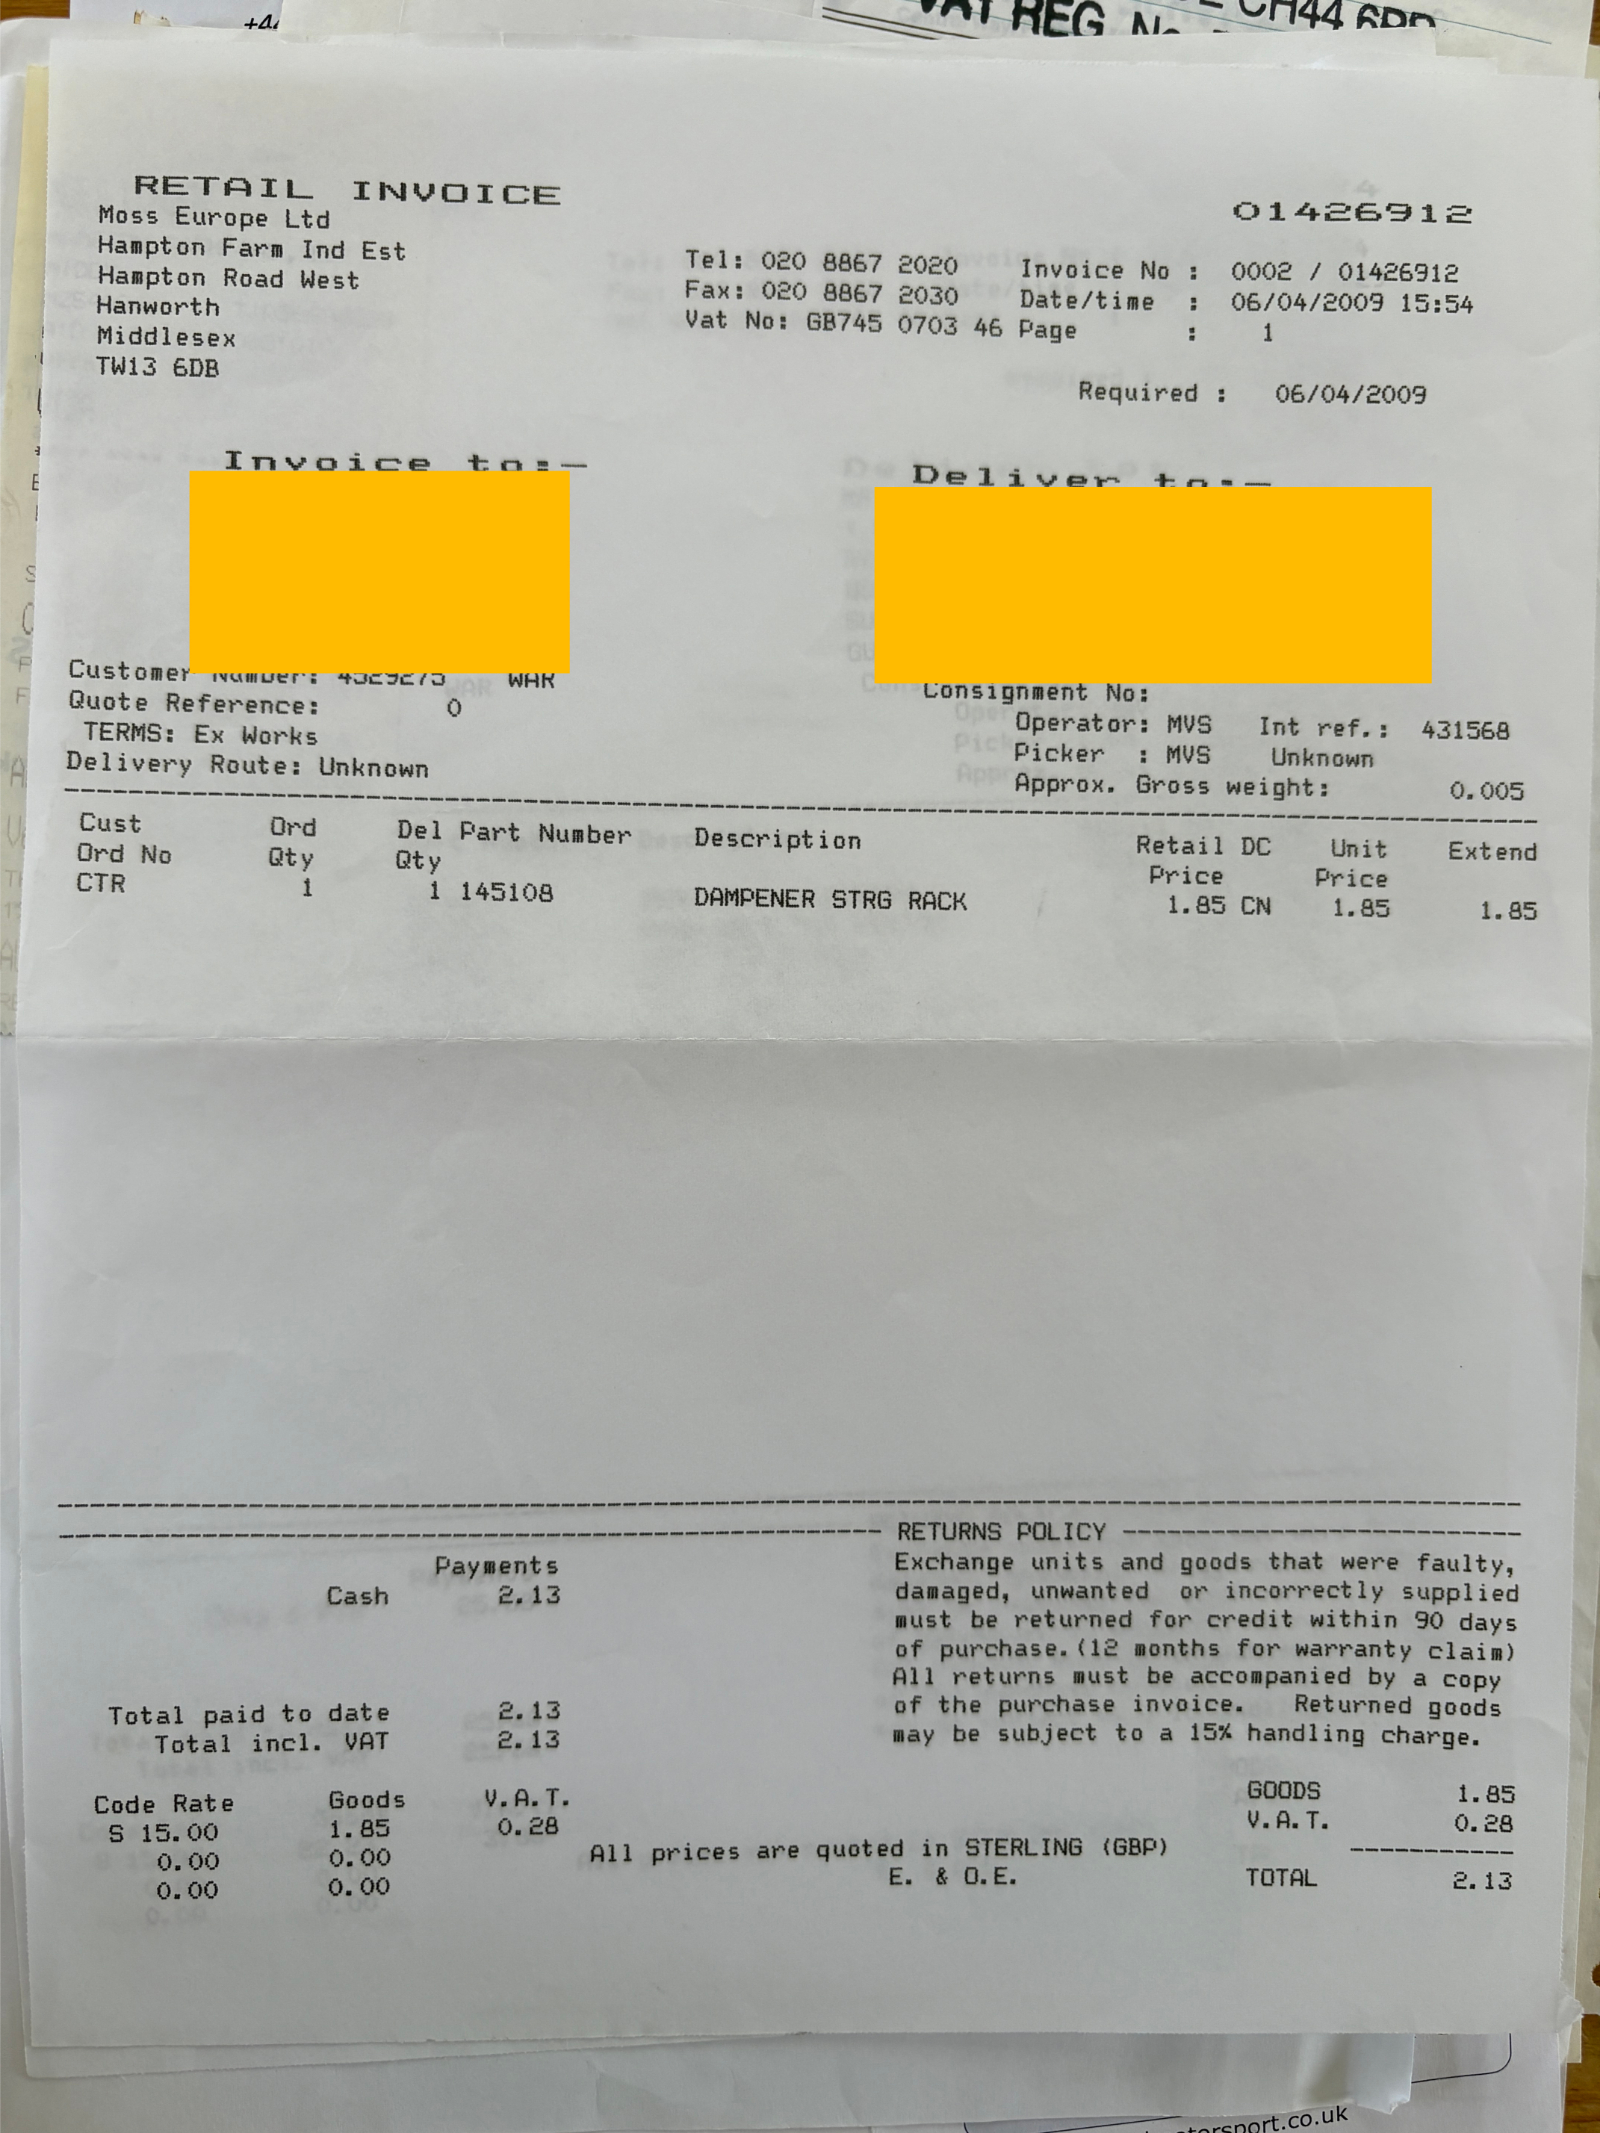 VAT REG. No CH44 6DD
RETAIL INVOICE
01426912
Moss Europe Ltd
Hampton Farm Ind Est
Hampton Road West
Hanworth
Middlesex
TW13 6DB
Tel: 020 8867 2020 Invoice No : 0002 / 01426912
Fax: 020 8867 2030 Date/time : 06/04/2009 15:54
Vat No: GB745 0703 46 Page : 1
Required : 06/04/2009
Invoice to:-
Deliver to:-
Customer Number: 4529275 WAR
Quote Reference: 0
TERMS: Ex Works
Delivery Route: Unknown
Consignment No:
Operator: MVS Int ref.: 431568
Picker : MVS Unknown
Approx. Gross weight: 0.005
Cust Ord Del Part Number Description Retail DC Unit Extend
Ord No Qty Qty Price Price
CTR 1 1 145108 DAMPENER STRG RACK 1.85 CN 1.85 1.85
RETURNS POLICY
Payments
Cash 2.13
Exchange units and goods that were faulty,
damaged, unwanted or incorrectly supplied
must be returned for credit within 90 days
of purchase.(12 months for warranty claim)
All returns must be accompanied by a copy
of the purchase invoice. Returned goods
may be subject to a 15% handling charge.
Total paid to date 2.13
Total incl. VAT 2.13
Code Rate Goods V.A.T.
S 15.00 1.85 0.28
0.00 0.00
0.00 0.00
All prices are quoted in STERLING (GBP)
E. & O.E.
GOODS 1.85
V.A.T. 0.28
TOTAL 2.13